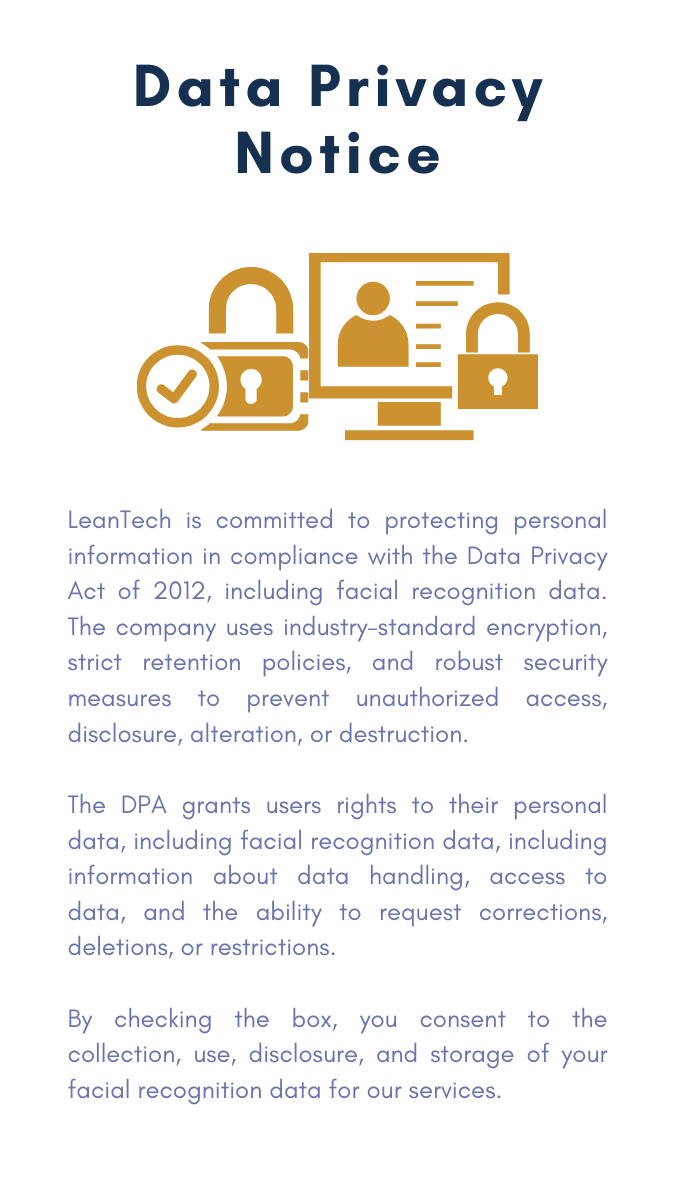 Data Privacy
Notice
LeanTech is committed to protecting personal
information in compliance with the Data Privacy
Act of 2012, including facial recognition data.
The company uses industry-standard encryption,
strict retention policies, and robust security
measures to prevent unauthorized access,
disclosure, alteration, or destruction.
The DPA grants users rights to their personal
data, including facial recognition data, including
information about data handling, access to
data, and the ability to request corrections,
deletions, or restrictions.
By checking the box, you consent to the
collection, use, disclosure, and storage of your
facial recognition data for our services.